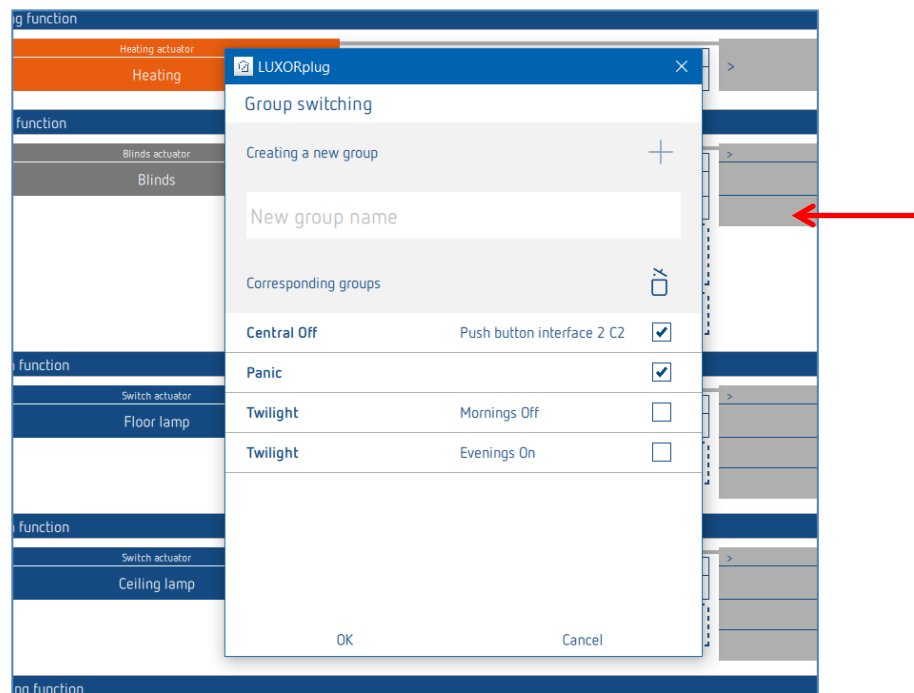 g function
Heating actuator
Heating
>
function
Blinds actuator
Blinds
>
function
Switch actuator
Floor lamp
>
function
Switch actuator
Ceiling lamp
>
ng function
LUXORplug
Group switching
Creating a new group
New group name
Corresponding groups
Central Off Push button interface 2 C2
Panic
Twilight Mornings Off
Twilight Evenings On
OK Cancel